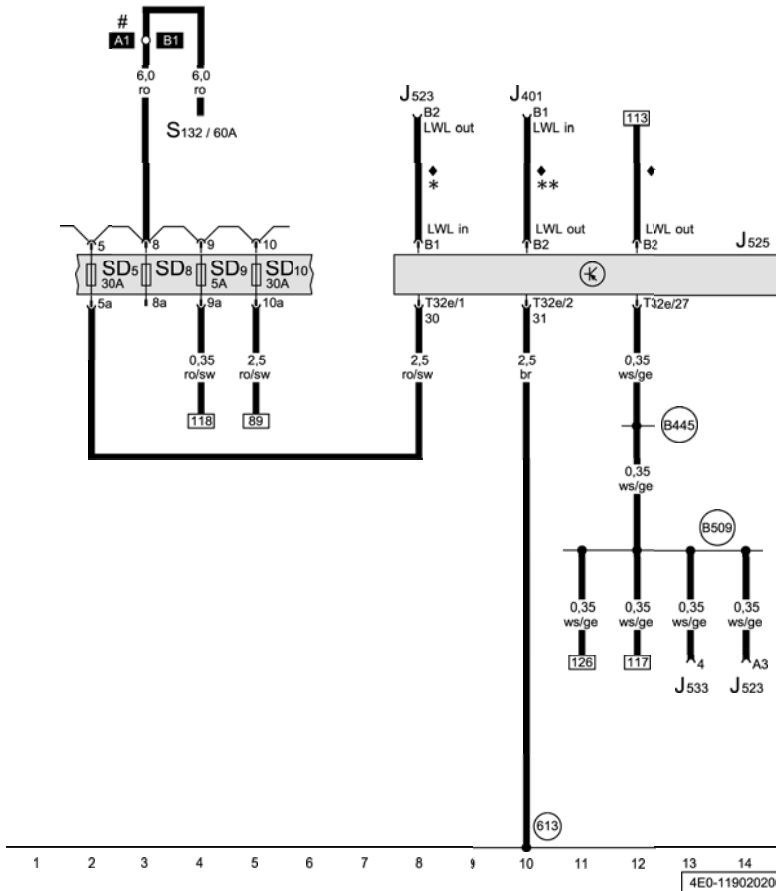 #
A1 B1
6,0 6,0
ro ro
S132 / 60A
J523 J401
B2 B1 113
LWL out LWL in
♦ ♦ ♦
* **
LWL in LWL out LWL out J525
B1 B2 B2
5 8 9 10
SD5 SD8 SD9 SD10
30A 5A 30A
5a 8a 9a 10a
T32e/1 T32e/2 T32e/27
30 31
0,35 2,5 2,5 2,5 0,35
ro/sw ro/sw ro/sw br ws/ge
118 89
B445
0,35
ws/ge
B509
0,35 0,35 0,35 0,35
ws/ge ws/ge ws/ge ws/ge
126 117 4 A3
J533 J523
613
1 2 3 4 5 6 7 8 9 10 11 12 13 14
4E0-11902020